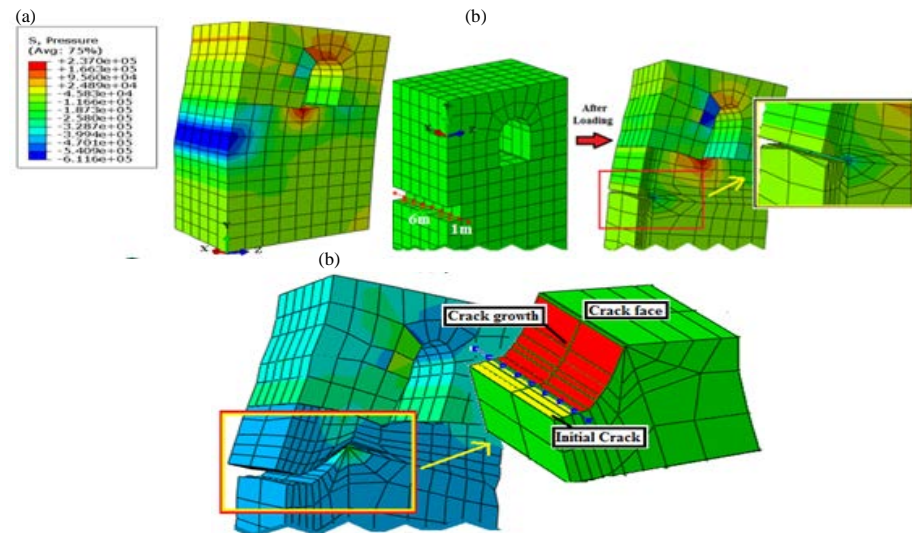 (a)
(b)
S, Pressure
(Avg: 75%)
+2.370e+05
+1.663e+05
+9.560e+04
+2.489e+04
-4.583e+04
-1.166e+05
-1.873e+05
-2.580e+05
-3.287e+05
-3.994e+05
-4.701e+05
-5.409e+05
-6.116e+05
After
Loading
6m
1m
X
Z
(b)
Crack growth
Crack face
Initial Crack